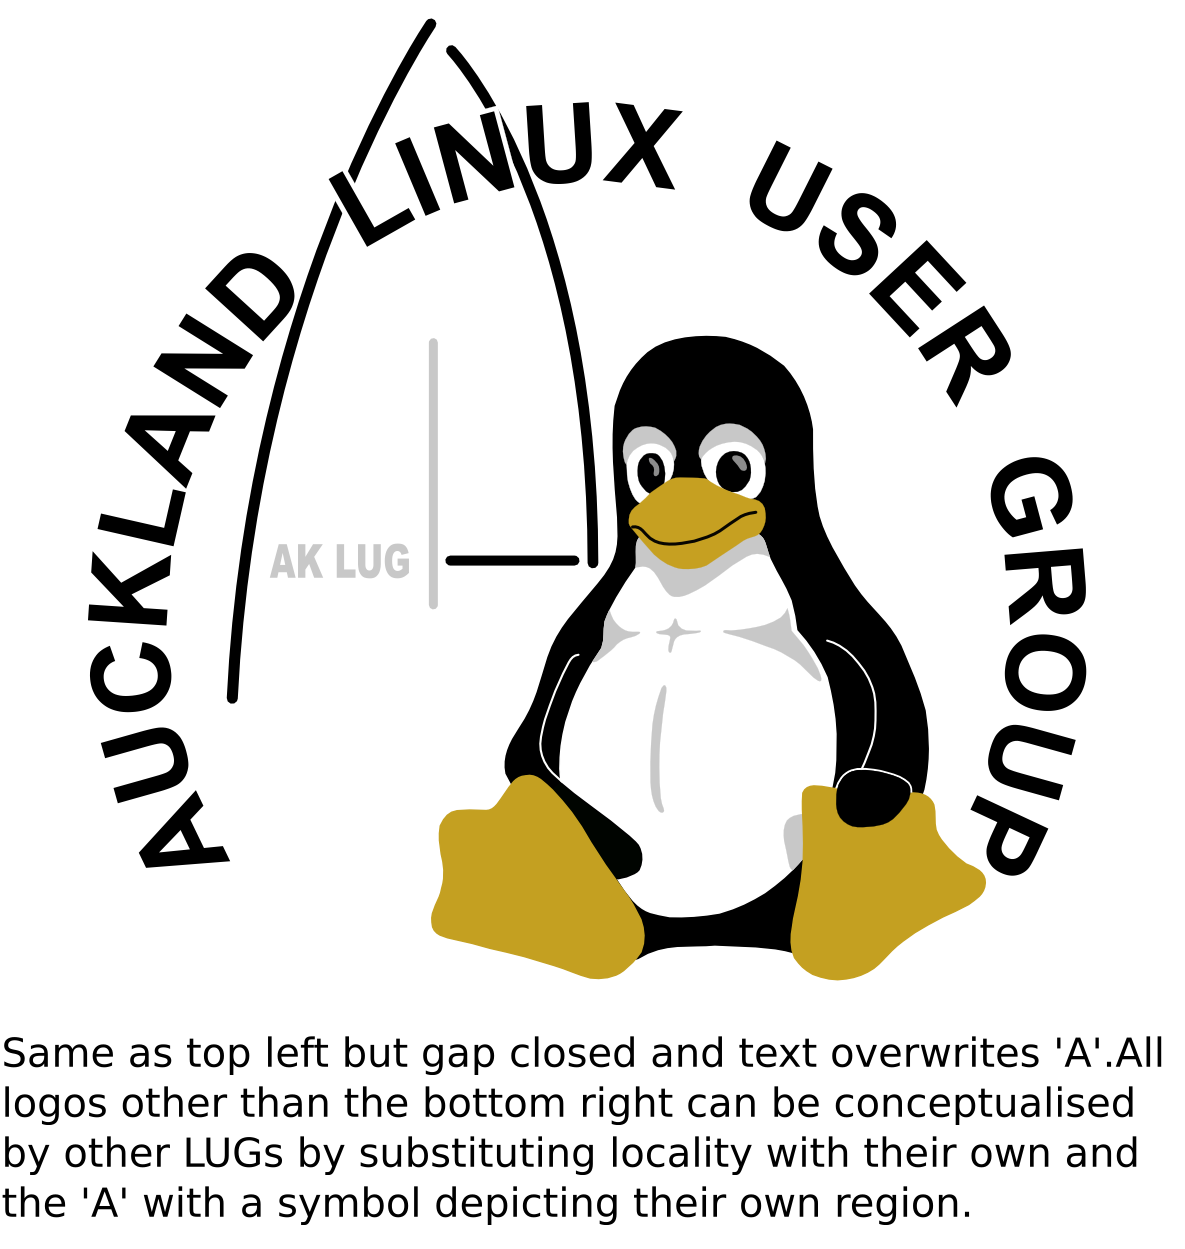 AUCKLAND LINUX USER GROUP
AK LUG
Same as top left but gap closed and text overwrites 'A'.All
logos other than the bottom right can be conceptualised
by other LUGs by substituting locality with their own and
the 'A' with a symbol depicting their own region.